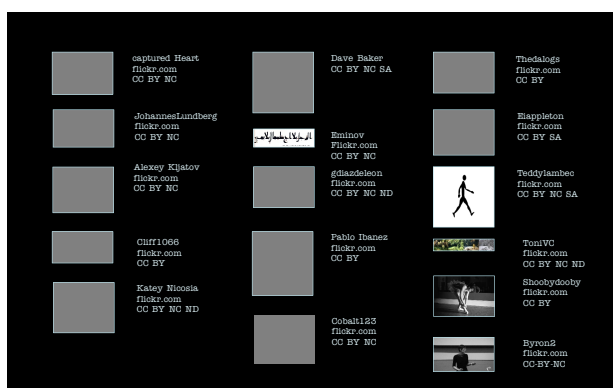 captured Heart
flickr.com
CC BY NC
JohannesLundberg
flickr.com
CC BY NC
Alexey Kljatov
flickr.com
CC BY NC
Cliff1066
flickr.com
CC BY
Katey Nicosia
flickr.com
CC BY NC ND
Dave Baker
CC BY NC SA
Eminov
Flickr.com
CC BY NC
gdiazdeleon
flickr.com
CC BY NC ND
Pablo Ibanez
flickr.com
CC BY
Cobalt123
flickr.com
CC BY NC
Thedalogs
flickr.com
CC BY
Eiappleton
flickr.com
CC BY SA
Teddylambec
flickr.com
CC BY NC SA
ToniVC
flickr.com
CC BY NC ND
Shoobydooby
flickr.com
CC BY
Byron2
flickr.com
CC-BY-NC